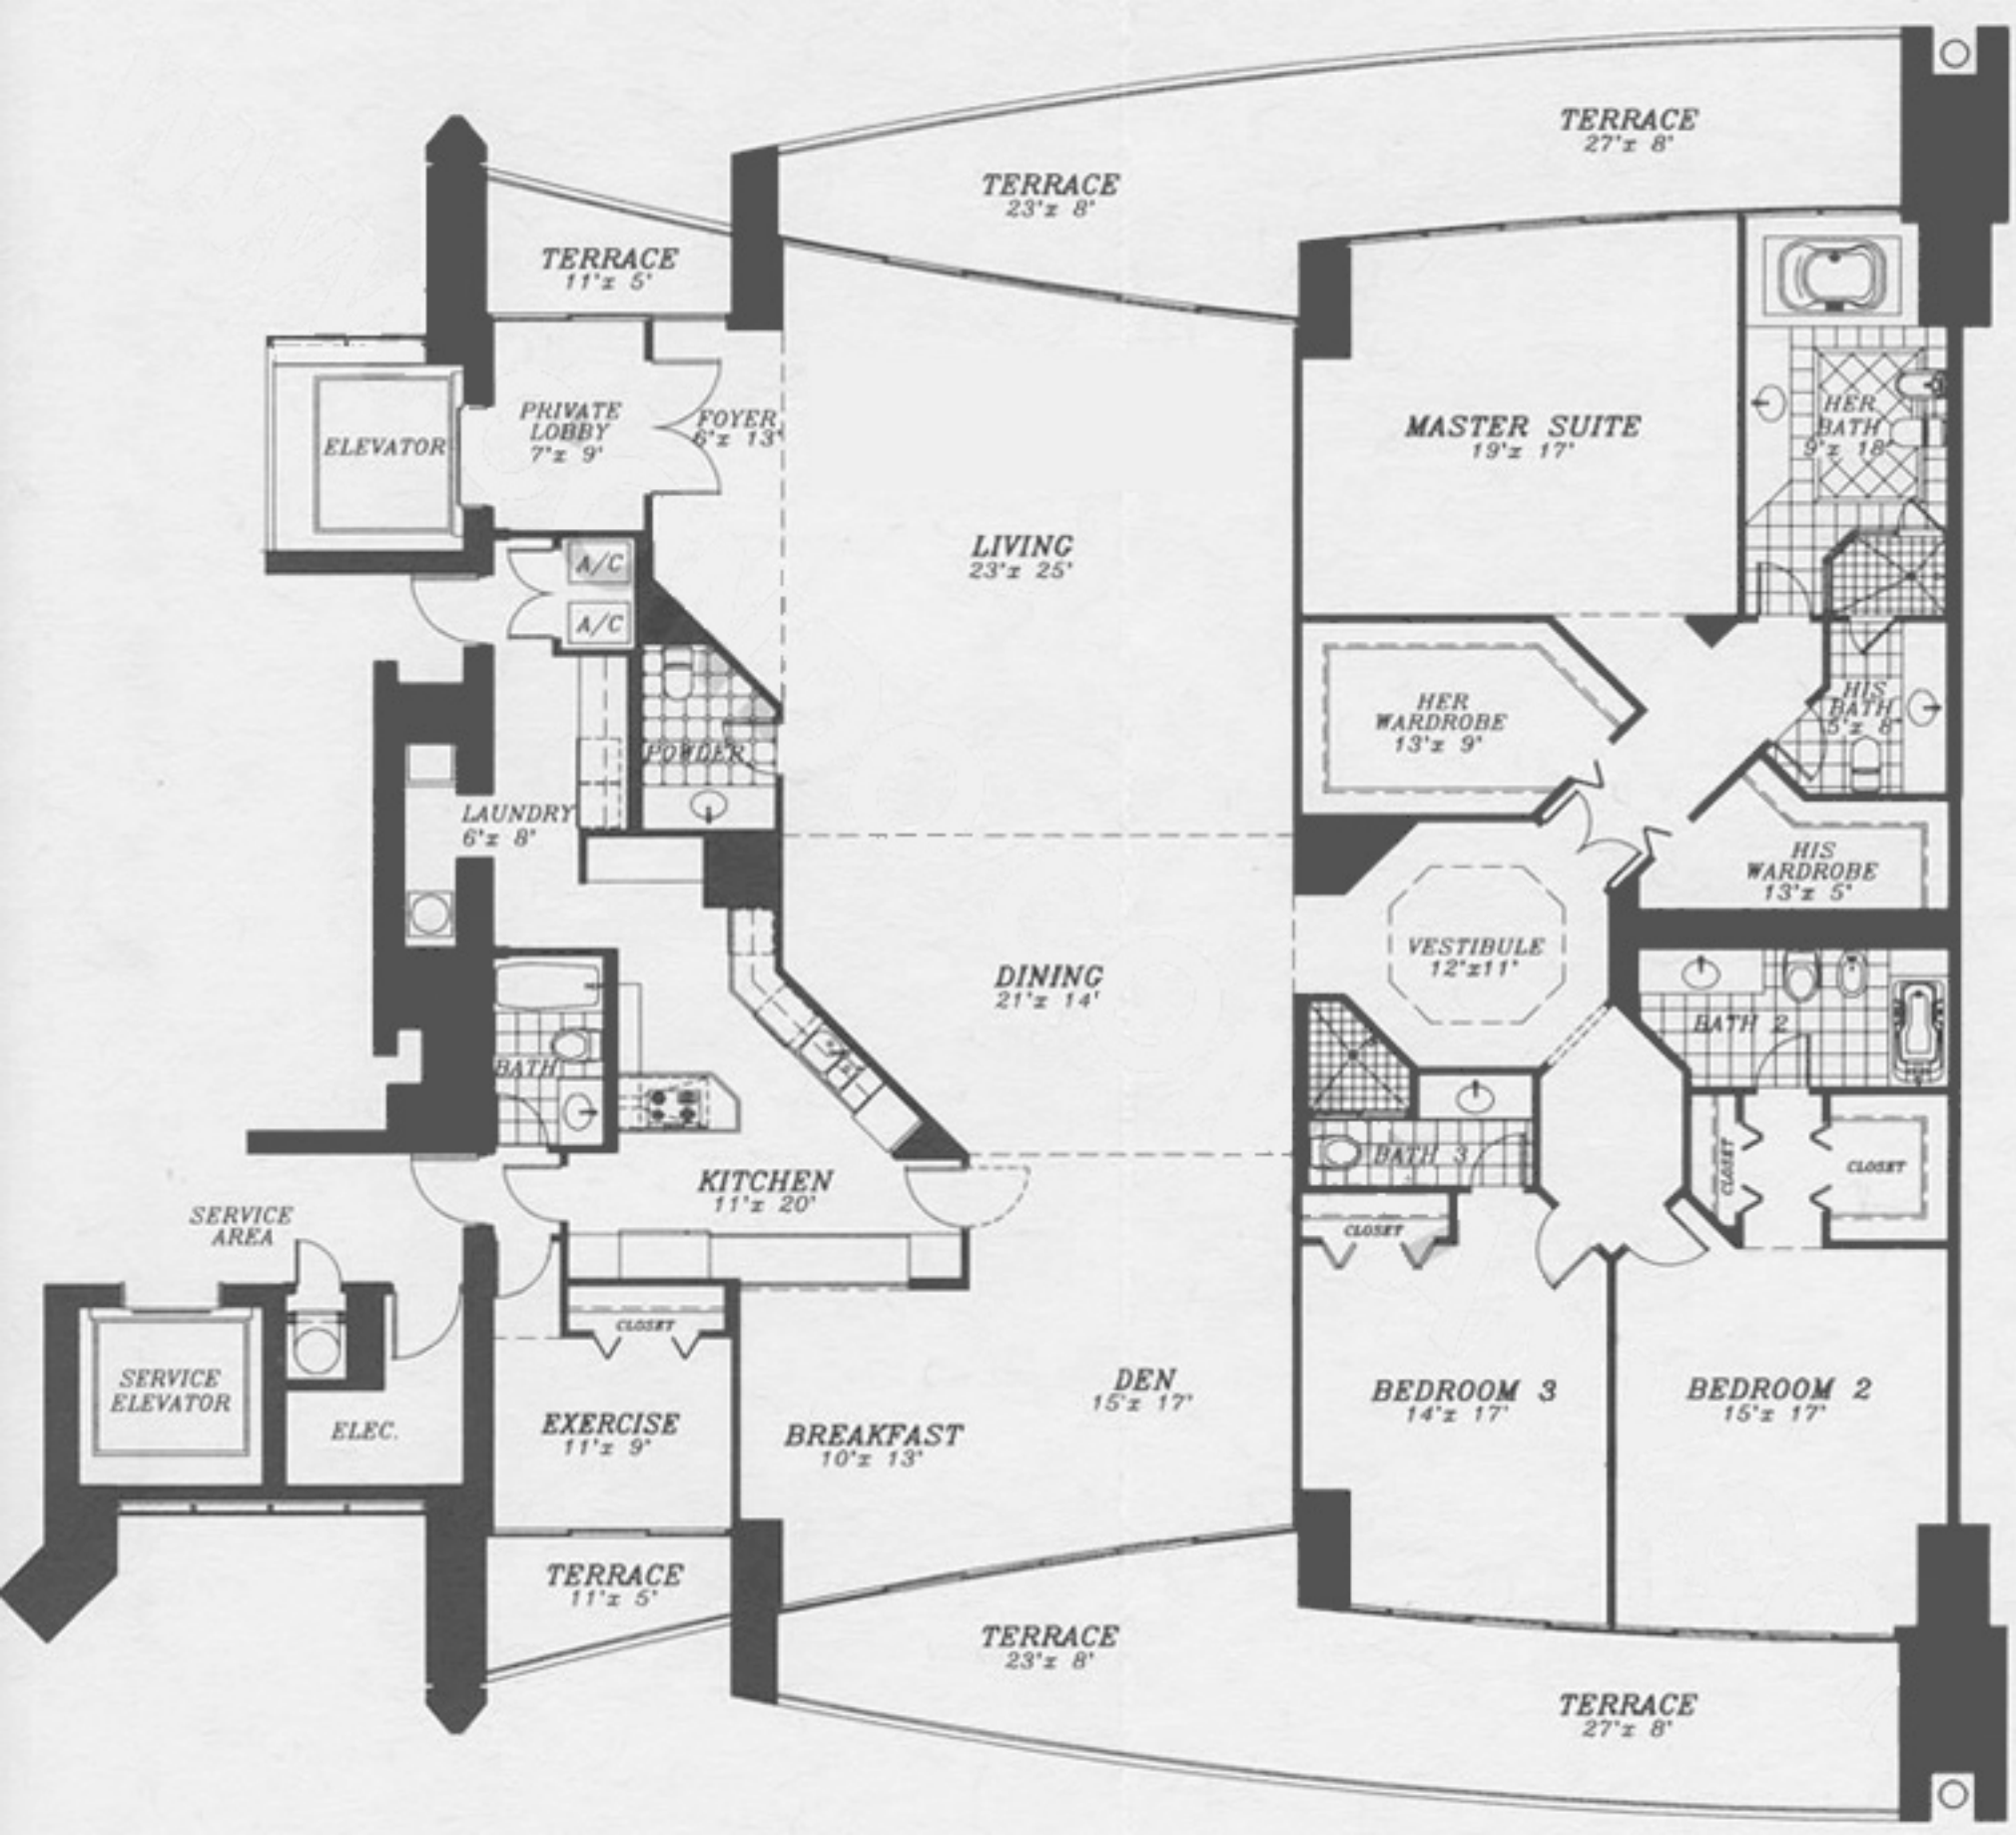 TERRACE
27'x 8'
TERRACE
23'x 8'
TERRACE
11'x 5'
ELEVATOR
PRIVATE
LOBBY
7'x 9'
FOYER
6'x 13'
MASTER SUITE
19'x 17'
HER
BATH
9'x 18'
LIVING
23'x 25'
A/C
A/C
POWDER
HER
WARDROBE
13'x 9'
HIS
BATH
5'x 8'
LAUNDRY
6'x 8'
HIS
WARDROBE
13'x 5'
VESTIBULE
12'x11'
DINING
21'x 14'
BATH 2
BATH
BATH 3
CLOSET
CLOSET
KITCHEN
11'x 20'
SERVICE
AREA
CLOSET
CLOSET
SERVICE
ELEVATOR
ELEC.
EXERCISE
11'x 9'
BREAKFAST
10'x 13'
DEN
15'x 17'
BEDROOM 3
14'x 17'
BEDROOM 2
15'x 17'
TERRACE
11'x 5'
TERRACE
23'x 8'
TERRACE
27'x 8'